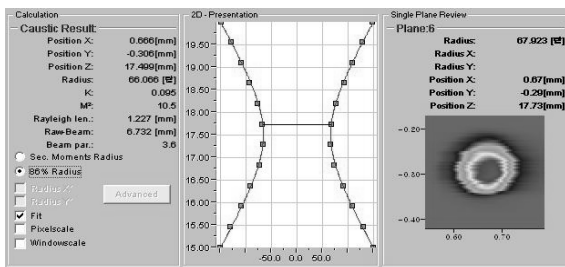 Calculation
Caustic Result:
Position X: 0.666[mm]
Position Y: -0.306[mm]
Position Z: 17.499[mm]
Radius: 66.066 [탆]
K: 0.095
M²: 10.5
Rayleigh len.: 1.227 [mm]
Raw-Beam: 6.732 [mm]
Beam par.: 3.6
Sec. Moments Radius
86% Radius
Radius X'
Radius Y'
Advanced
Fit
Pixelscale
Windowscale
2D - Presentation
19.50
19.00
18.50
18.00
17.50
17.00
16.50
16.00
15.50
15.00
-50.0 0.0 50.0
Single Plane Review
Plane:6
Radius: 67.923 [탆]
Radius X:
Radius Y:
Position X: 0.67[mm]
Position Y: -0.29[mm]
Position Z: 17.73[mm]
-0.20
-0.30
-0.40
0.60 0.70